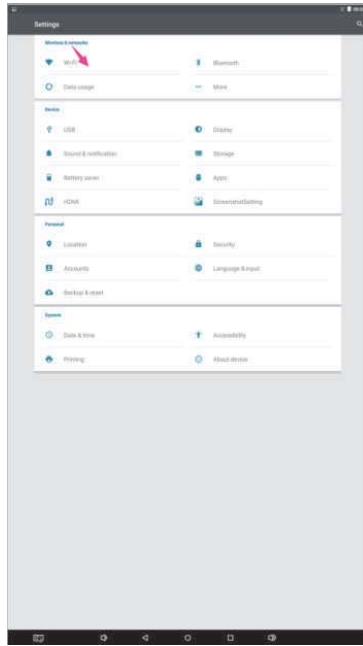 Settings
Wireless & networks
Wi-Fi
Bluetooth
Data usage
More
Device
USB
Display
Sound & notification
Storage
Battery saver
Apps
HDMI
ScreenshotSetting
Personal
Location
Security
Accounts
Language & input
Backup & reset
System
Date & time
Accessibility
Printing
About device